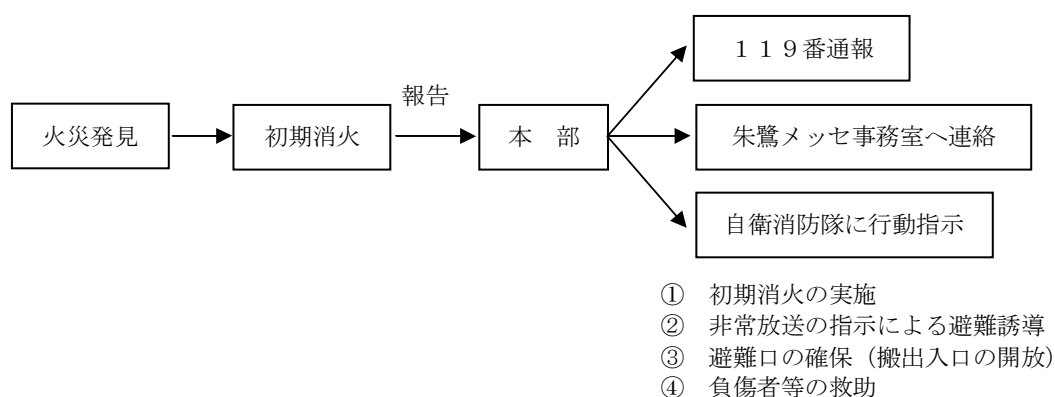 １１９番通報
報告
火災発見
初期消火
本　部
朱鷺メッセ事務室へ連絡
自衛消防隊に行動指示
①　初期消火の実施
②　非常放送の指示による避難誘導
③　避難口の確保（搬出入口の開放）
④　負傷者等の救助